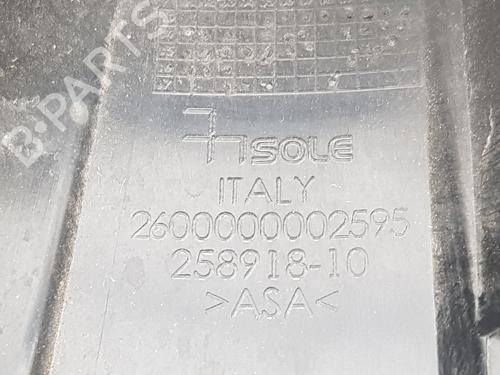 B-PARTS
SOLE
ITALY
2600000002595
258918-10
>ASA<